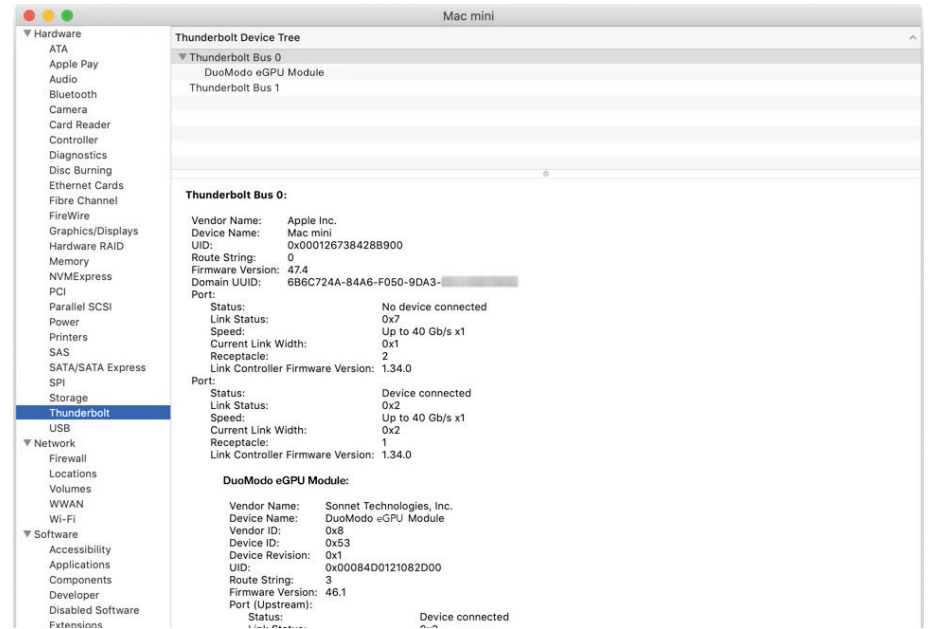 Mac mini
Hardware
ATA
Apple Pay
Audio
Bluetooth
Camera
Card Reader
Controller
Diagnostics
Disc Burning
Ethernet Cards
Fibre Channel
FireWire
Graphics/Displays
Hardware RAID
Memory
NVMExpress
PCI
Parallel SCSI
Power
Printers
SAS
SATA/SATA Express
SPI
Storage
Thunderbolt
USB
Network
Firewall
Locations
Volumes
WWAN
Wi-Fi
Software
Accessibility
Applications
Components
Developer
Disabled Software
Extensions
Thunderbolt Device Tree
Thunderbolt Bus 0
DuoModo eGPU Module
Thunderbolt Bus 1
Thunderbolt Bus 0:
Vendor Name: Apple Inc.
Device Name: Mac mini
UID: 0x000126738428B900
Route String: 0
Firmware Version: 47.4
Domain UUID: 6B6C724A-84A6-F050-9DA3-
Port:
Status: No device connected
Link Status: 0x7
Speed: Up to 40 Gb/s x1
Current Link Width: 0x1
Receptacle: 2
Link Controller Firmware Version: 1.34.0
Port:
Status: Device connected
Link Status: 0x2
Speed: Up to 40 Gb/s x1
Current Link Width: 0x2
Receptacle: 1
Link Controller Firmware Version: 1.34.0
DuoModo eGPU Module:
Vendor Name: Sonnet Technologies, Inc.
Device Name: DuoModo eGPU Module
Vendor ID: 0x8
Device ID: 0x53
Device Revision: 0x1
UID: 0x00084D0121082D00
Route String: 3
Firmware Version: 46.1
Port (Upstream):
Status: Device connected
Link Status: 0x2